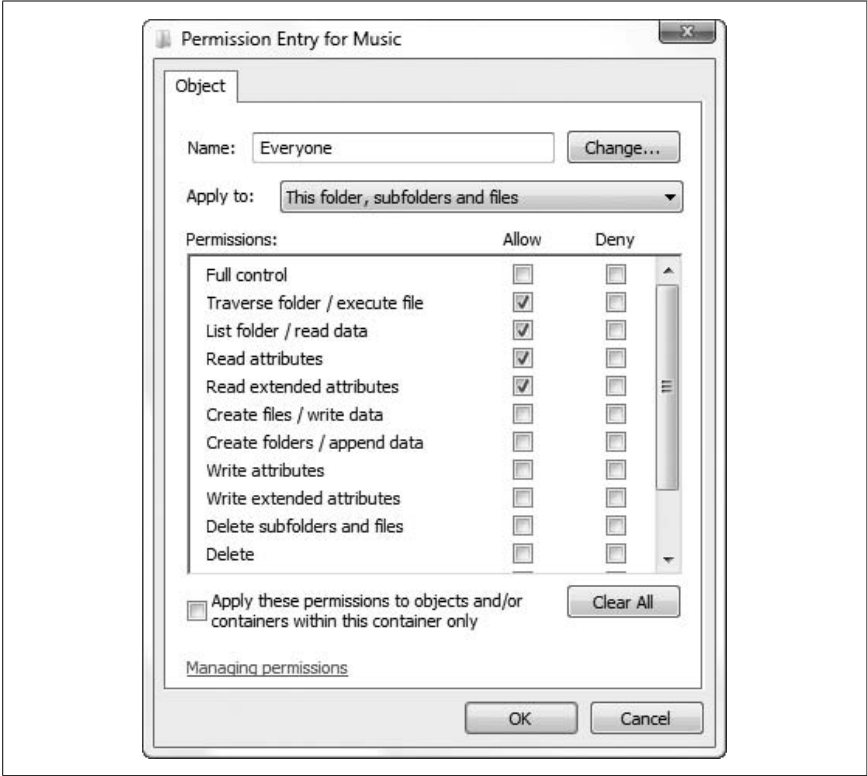 Permission Entry for Music
Object
Name: Everyone Change...
Apply to: This folder, subfolders and files
Permissions: Allow Deny
Full control
Traverse folder / execute file
List folder / read data
Read attributes
Read extended attributes
Create files / write data
Create folders / append data
Write attributes
Write extended attributes
Delete subfolders and files
Delete
Apply these permissions to objects and/or
containers within this container only
Clear All
Managing permissions
OK Cancel